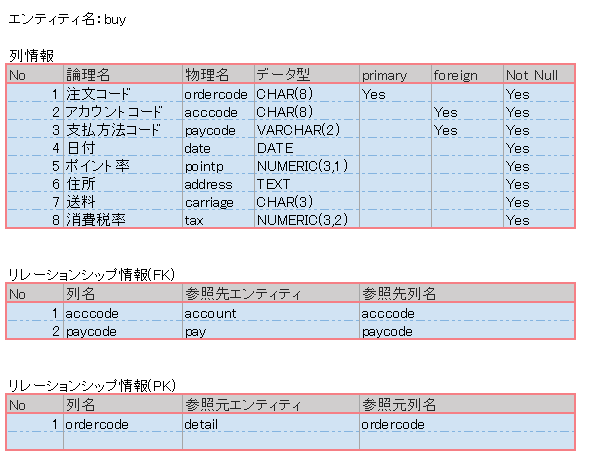 エンティティ名：buy
列情報
No 論理名 物理名 データ型 primary foreign Not Null
1 注文コード ordercode CHAR(8) Yes Yes
2 アカウントコード acccode CHAR(8) Yes Yes
3 支払方法コード paycode VARCHAR(2) Yes Yes
4 日付 date DATE Yes
5 ポイント率 pointp NUMERIC(3,1) Yes
6 住所 address TEXT Yes
7 送料 carriage CHAR(3) Yes
8 消費税率 tax NUMERIC(3,2) Yes
リレーションシップ情報(FK)
No 列名 参照先エンティティ 参照先列名
1 acccode account acccode
2 paycode pay paycode
リレーションシップ情報(PK)
No 列名 参照元エンティティ 参照元列名
1 ordercode detail ordercode